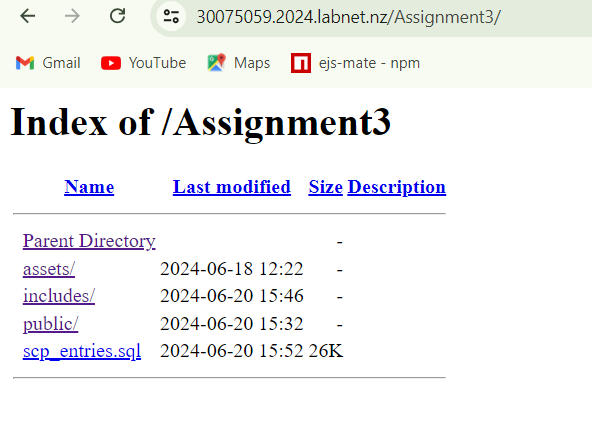 30075059.2024.labnet.nz/Assignment3/
Gmail YouTube Maps ejs-mate - npm
Index of /Assignment3
Name Last modified Size Description
Parent Directory -
assets/ 2024-06-18 12:22 -
includes/ 2024-06-20 15:46 -
public/ 2024-06-20 15:32 -
scp_entries.sql 2024-06-20 15:52 26K